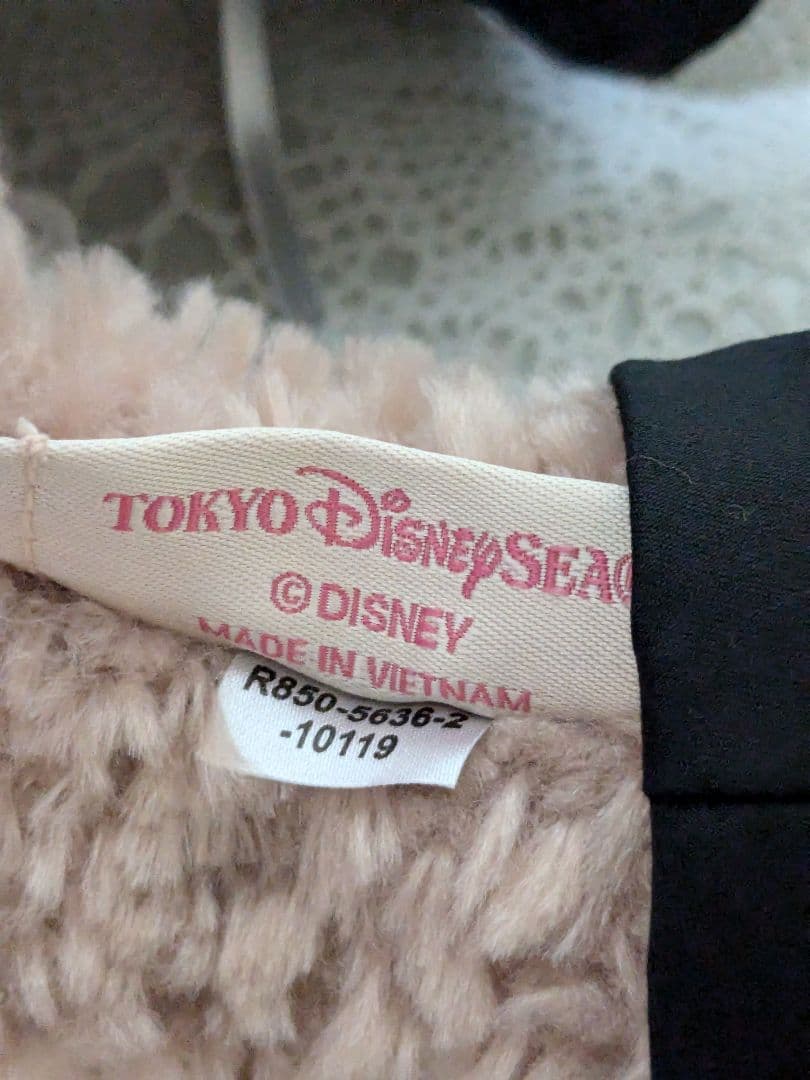 TOKYO DISNEYSEA
© DISNEY
MADE IN VIETNAM
R850-5636-2
-10119